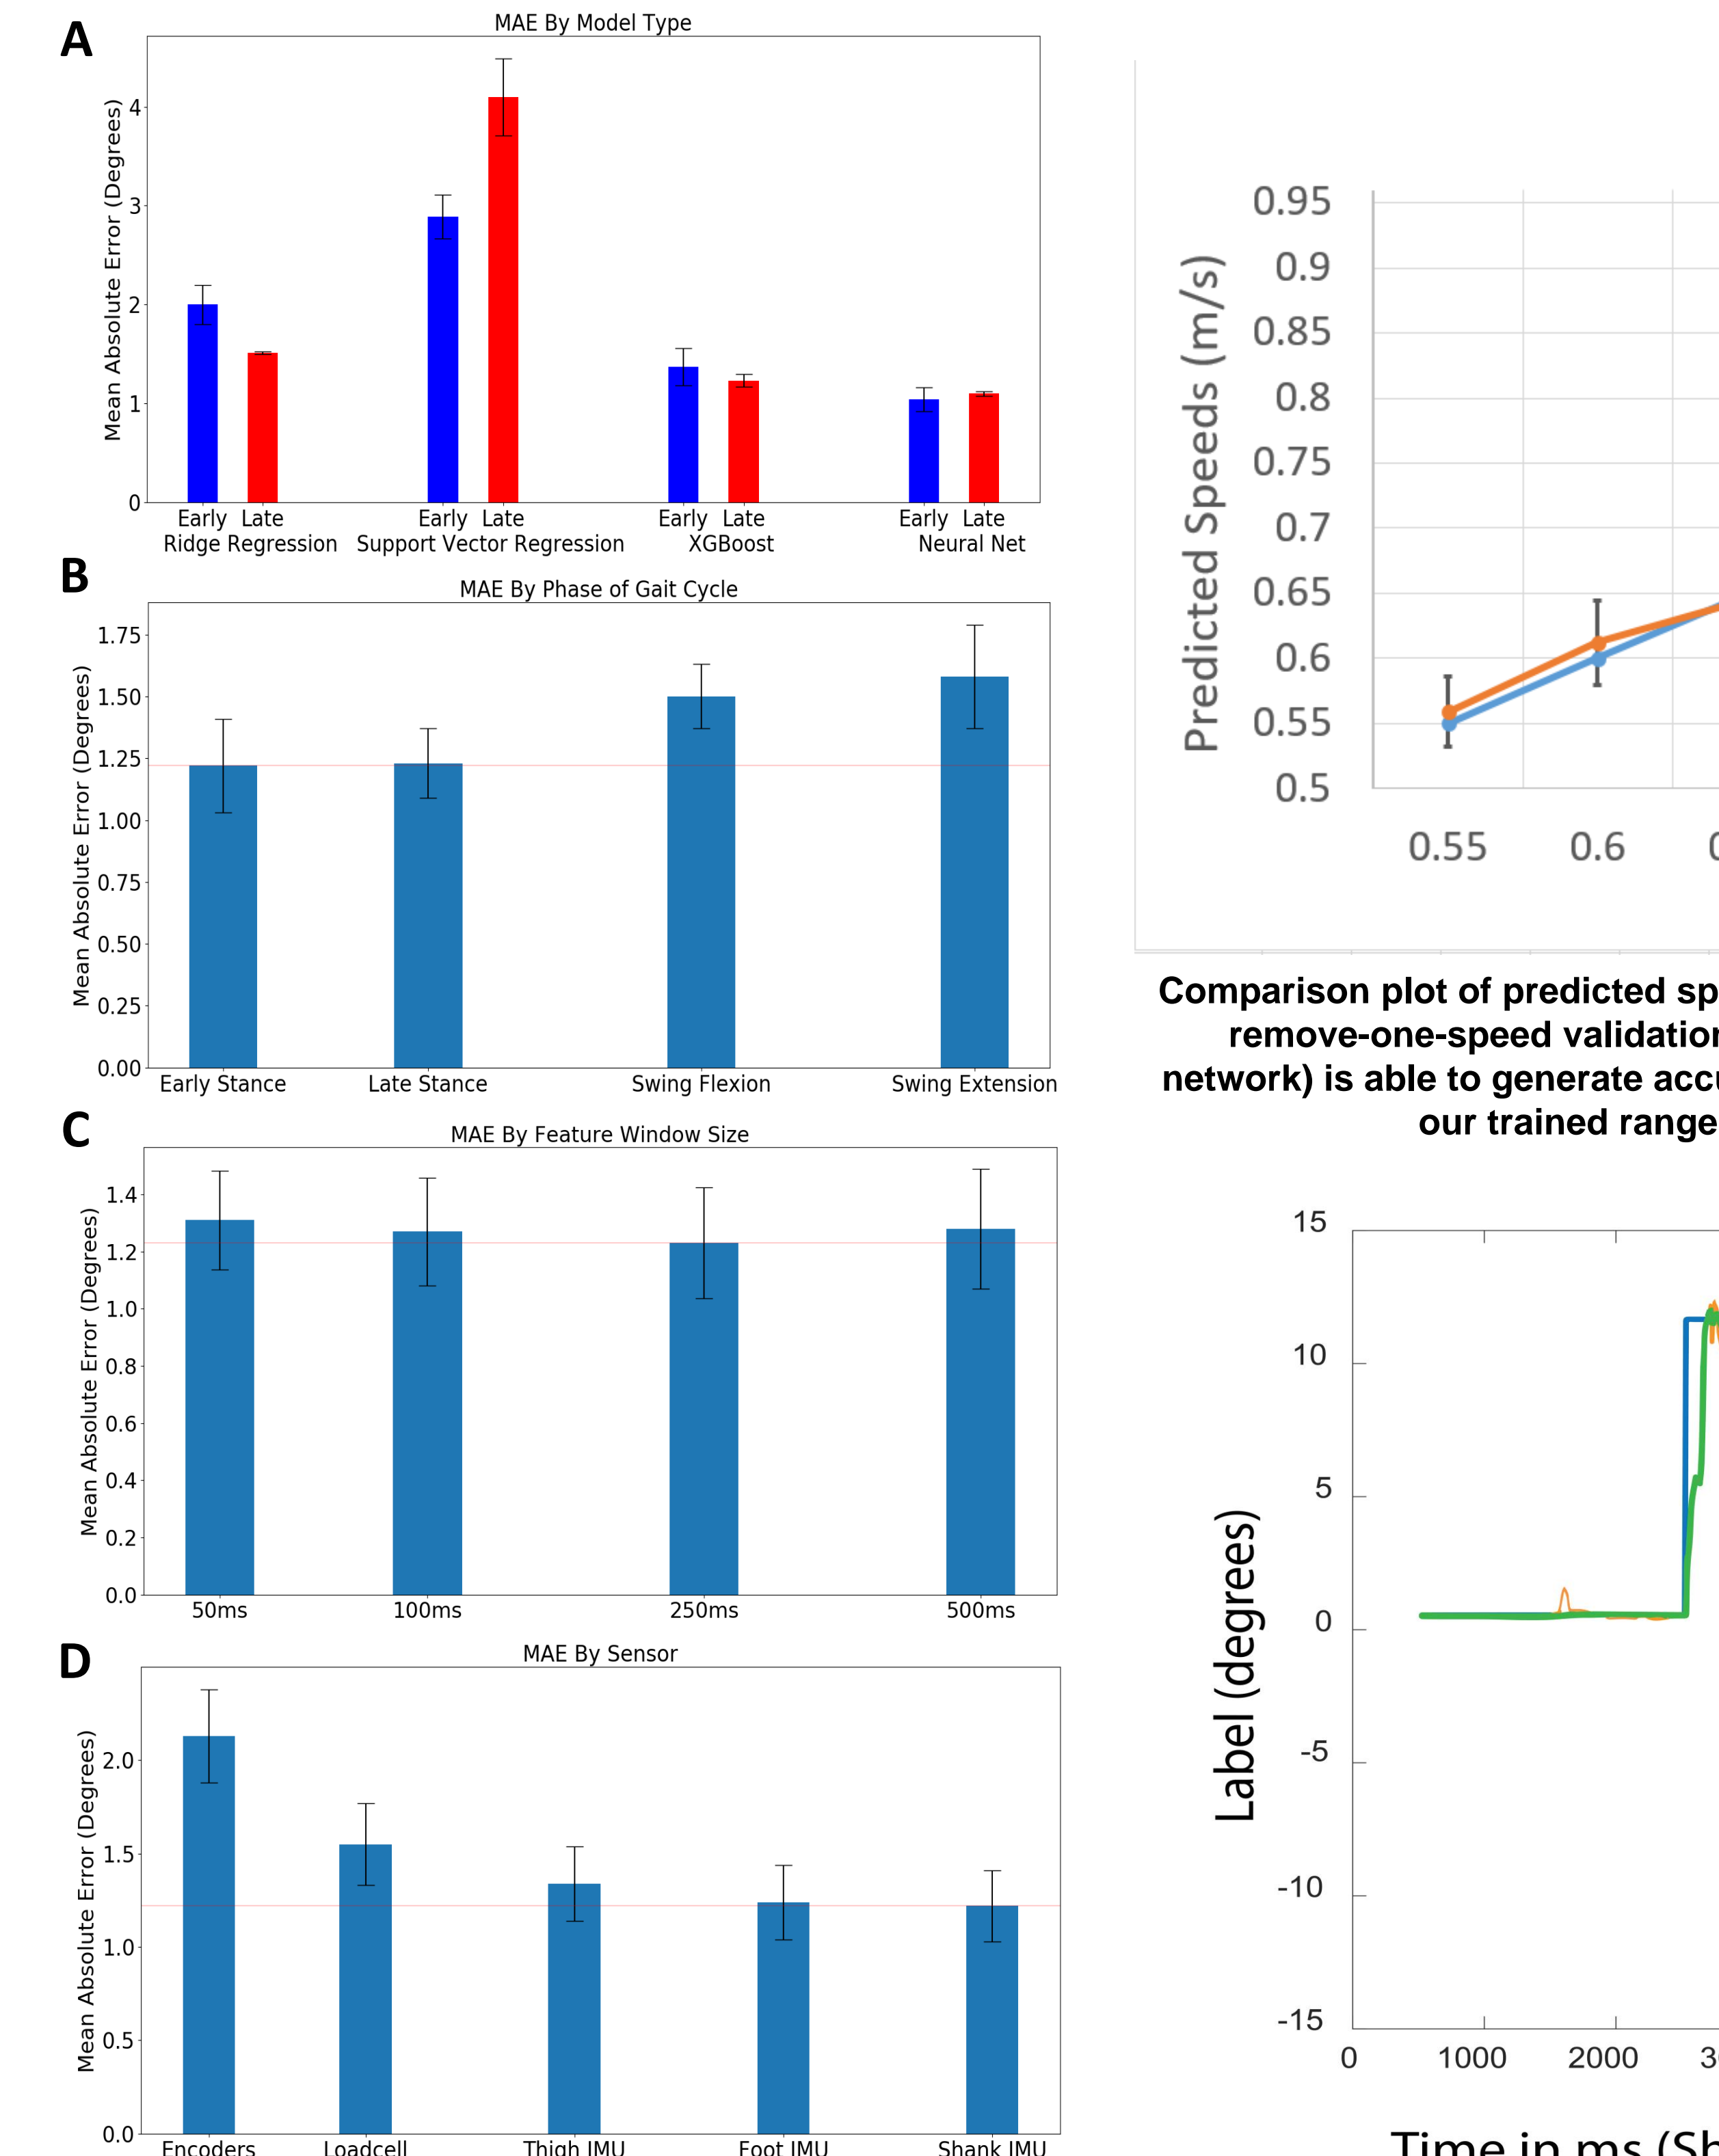 A
MAE By Model Type
Mean Absolute Error (Degrees)
4
3
2
1
0
Early Late Early Late Early Late Early Late
Ridge Regression Support Vector Regression XGBoost Neural Net
B
MAE By Phase of Gait Cycle
Mean Absolute Error (Degrees)
1.75
1.50
1.25
1.00
0.75
0.50
0.25
0.00
Early Stance Late Stance Swing Flexion Swing Extension
C
MAE By Feature Window Size
Mean Absolute Error (Degrees)
1.4
1.2
1.0
0.8
0.6
0.4
0.2
0.0
50ms 100ms 250ms 500ms
D
MAE By Sensor
Mean Absolute Error (Degrees)
2.0
1.5
1.0
0.5
0.0
Encoders Loadcell Thigh IMU Foot IMU Shank IMU
Predicted Speeds (m/s)
0.95
0.9
0.85
0.8
0.75
0.7
0.65
0.6
0.55
0.5
0.55 0.6
Comparison plot of predicted
remove-one-speed
network) is able to generate
our trained range
Label (degrees)
15
10
5
0
-5
-10
-15
0 1000 2000
Time in ms